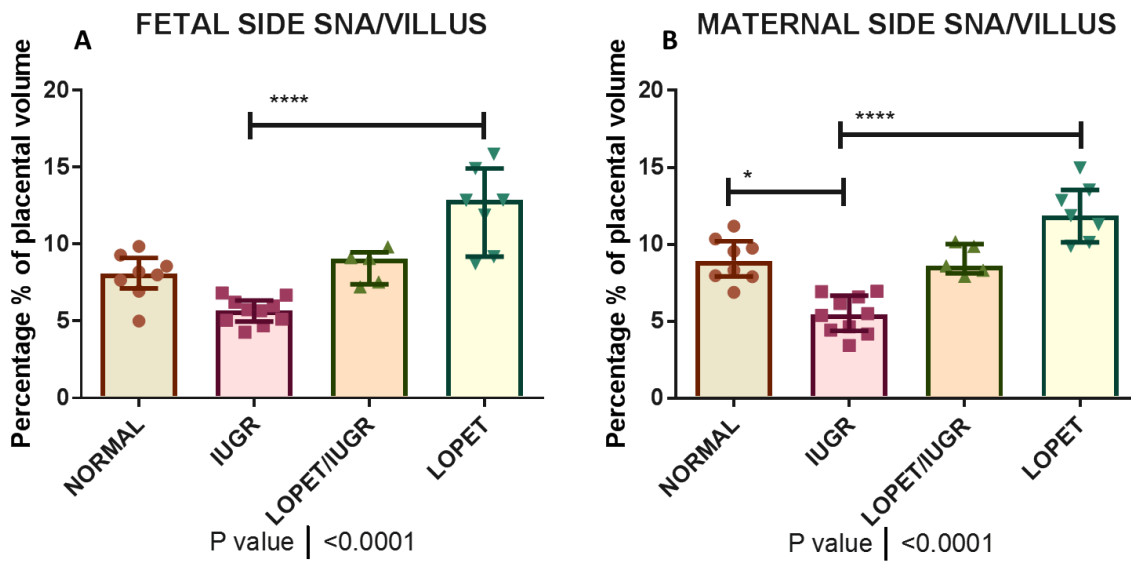 A
FETAL SIDE SNA/VILLUS
Percentage % of placental volume
20
15
10
5
0
****
NORMAL
IUGR
LOPET/IUGR
LOPET
P value <0.0001
B
MATERNAL SIDE SNA/VILLUS
Percentage % of placental volume
20
15
10
5
0
*
****
NORMAL
IUGR
LOPET/IUGR
LOPET
P value <0.0001